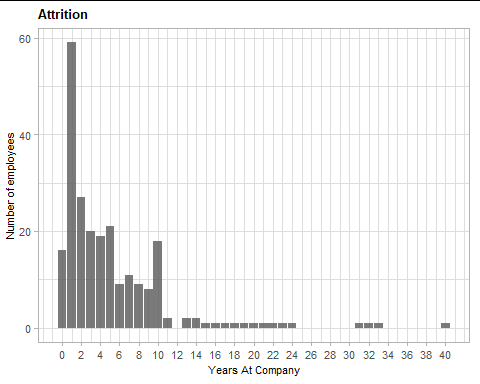 Attrition
60
40
20
0
Number of employees
0 2 4 6 8 10 12 14 16 18 20 22 24 26 28 30 32 34 36 38 40
Years At Company